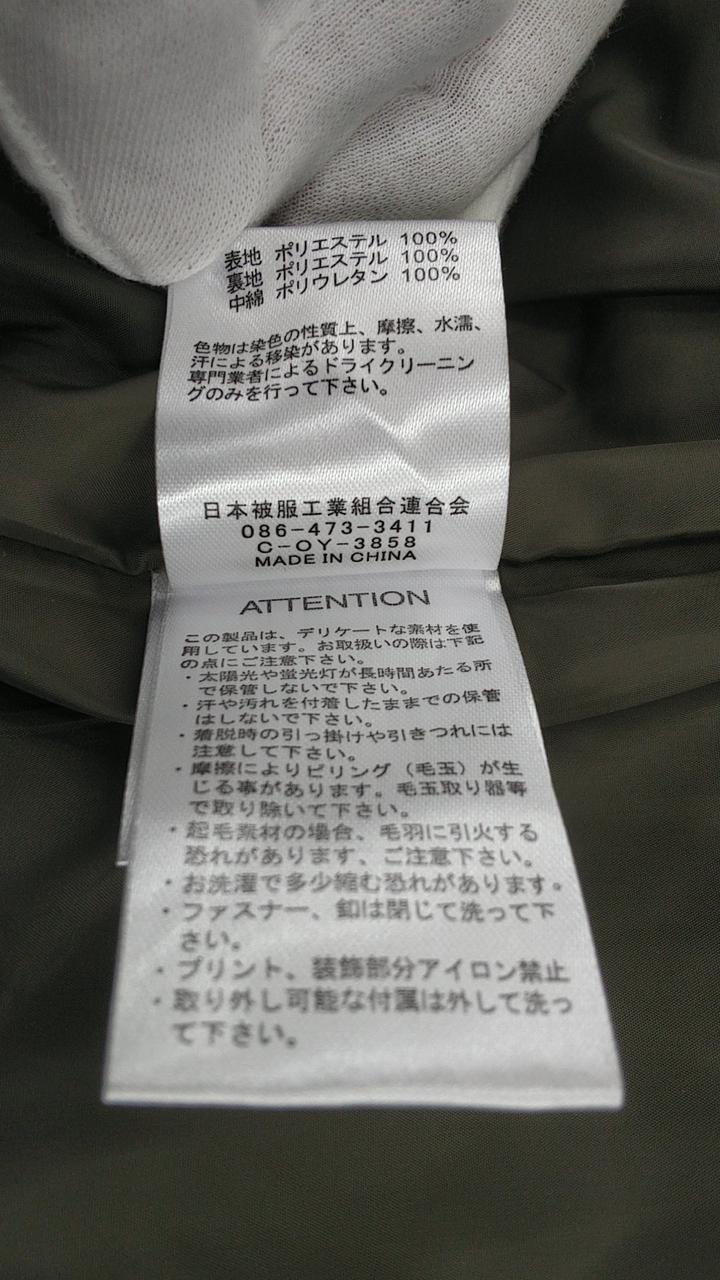 表地 ポリエステル 100%
裏地 ポリエステル 100%
中綿 ポリウレタン 100%
色物は染色の性質上、摩擦、水濡、
汗による移染があります。
専門業者によるドライクリーニン
グのみを行って下さい。
日本被服工業組合連合会
086-473-3411
C-OY-3858
MADE IN CHINA
ATTENTION
この製品は、デリケートな素材を使
用しています。お取扱いの際は下記
の点にご注意下さい。
・太陽光や蛍光灯が長時間あたる所
で保管しないで下さい。
・汗や汚れを付着したままでの保管
はしないで下さい。
・着脱時の引っ掛けや引きつれには
注意して下さい。
・摩擦によりピリング（毛玉）が生
じる事があります。毛玉取り器等
で取り除いて下さい。
・起毛素材の場合、毛羽に引火する
恐れがあります、ご注意下さい。
・お洗濯で多少縮む恐れがあります。
・ファスナー、釦は閉じて洗って下
さい。
・プリント、装飾部分アイロン禁止
・取り外し可能な付属は外して洗っ
て下さい。